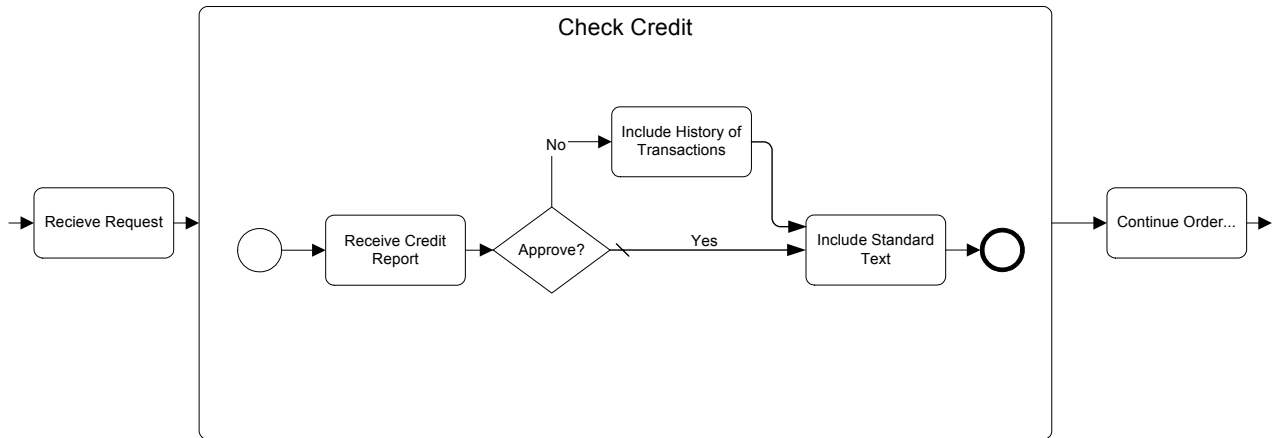 Check Credit
Include History of
Transactions
No
Recieve Request
Receive Credit
Report
Approve?
Yes
Include Standard
Text
Continue Order...